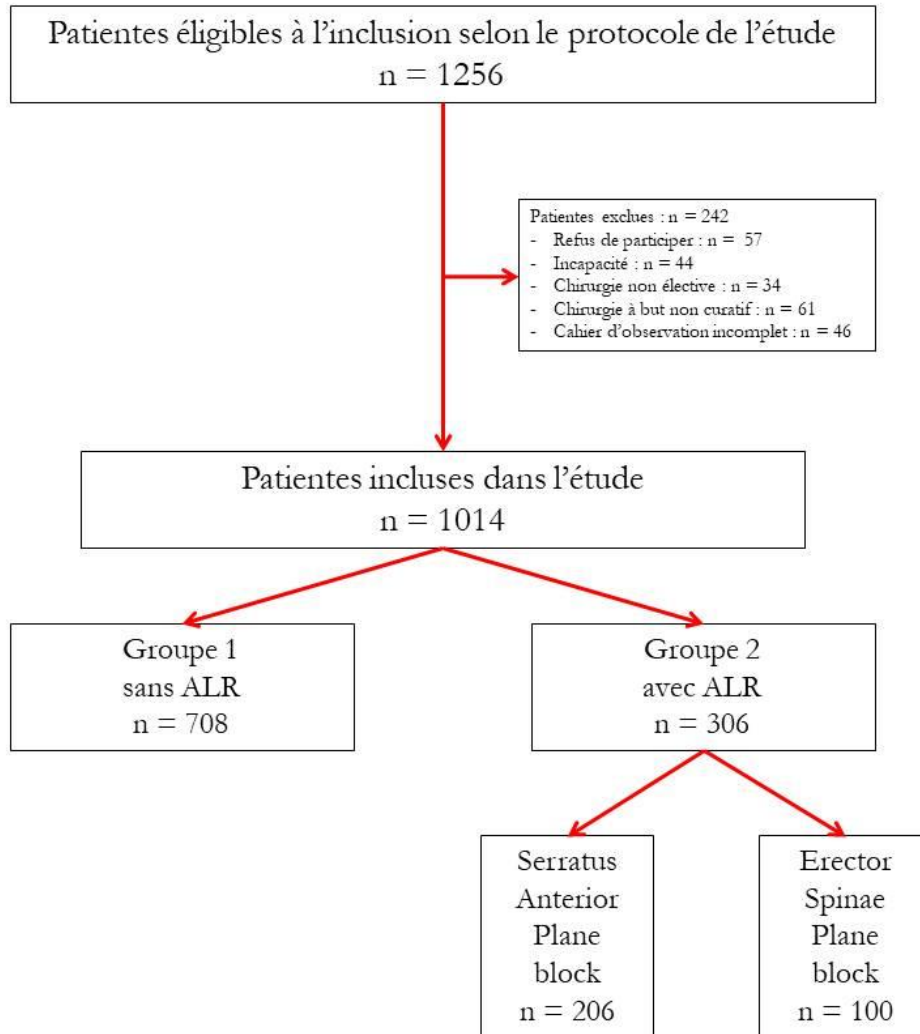 Patientes éligibles à l’inclusion selon le protocole de l’étude
n = 1256
Patientes exclues : n = 242
- Refus de participer : n = 57
- Incapacité : n = 44
- Chirurgie non élective : n = 34
- Chirurgie à but non curatif : n = 61
- Cahier d’observation incomplet : n = 46
Patientes incluses dans l’étude
n = 1014
Groupe 1
sans ALR
n = 708
Groupe 2
avec ALR
n = 306
Serratus
Anterior
Plane
block
n = 206
Erector
Spinae
Plane
block
n = 100